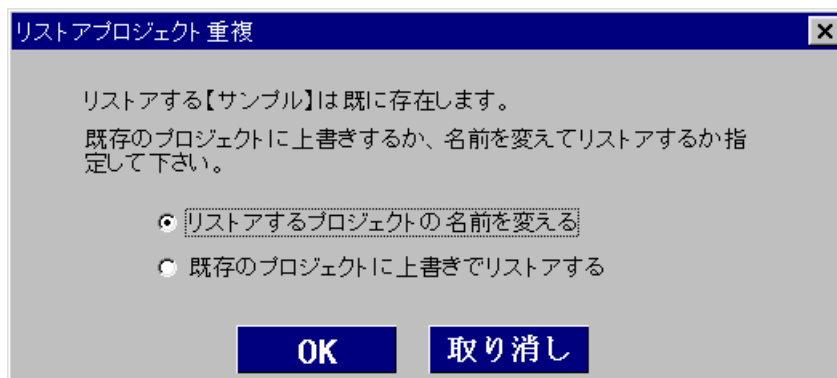 リストアプロジェクト重複
リストアする【サンプル】は既に存在します。
既存のプロジェクトに上書きするか、名前を変えてリストアするか指
定して下さい。
リストアするプロジェクトの名前を変える
既存のプロジェクトに上書きでリストアする
OK 取り消し